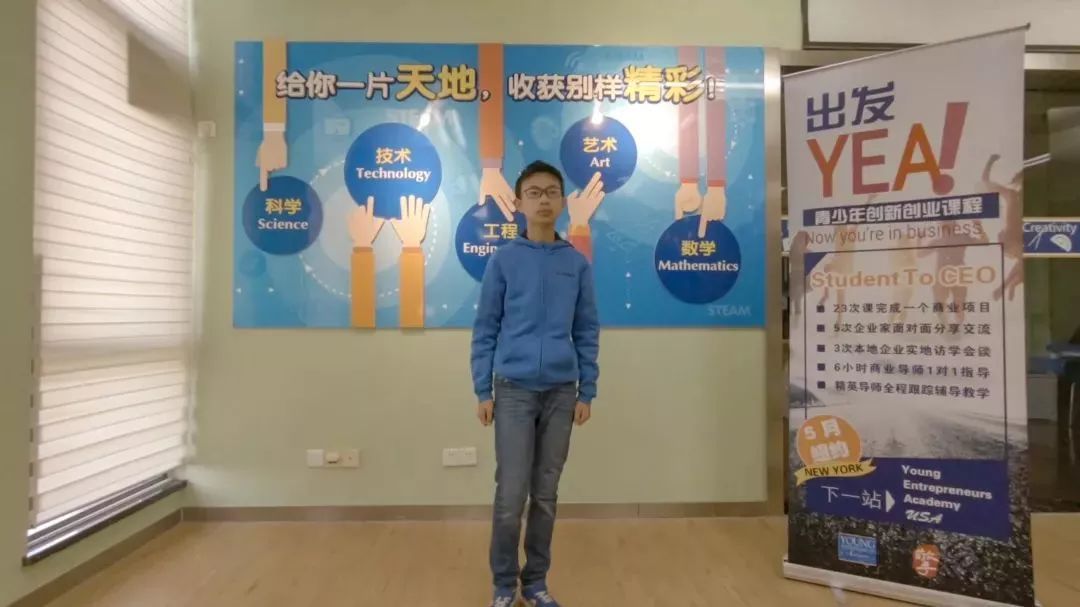 给你一片天地，收获别样精彩！
科学
Science
技术
Technology
工程
艺术
Art
数学
Mathematics
STEAM
出发
YEA!
青少年创新创业课程
Now you're in business
Student To CEO
23次课完成一个商业项目
5次企业家面对面分享交流
3次本地企业实地访学会谈
6小时商业导师1对1指导
精英导师全程跟踪辅导教学
5月
纽约
NEW YORK
下一站
Young
Entrepreneurs
Academy
USA
YOUNG
Creativity